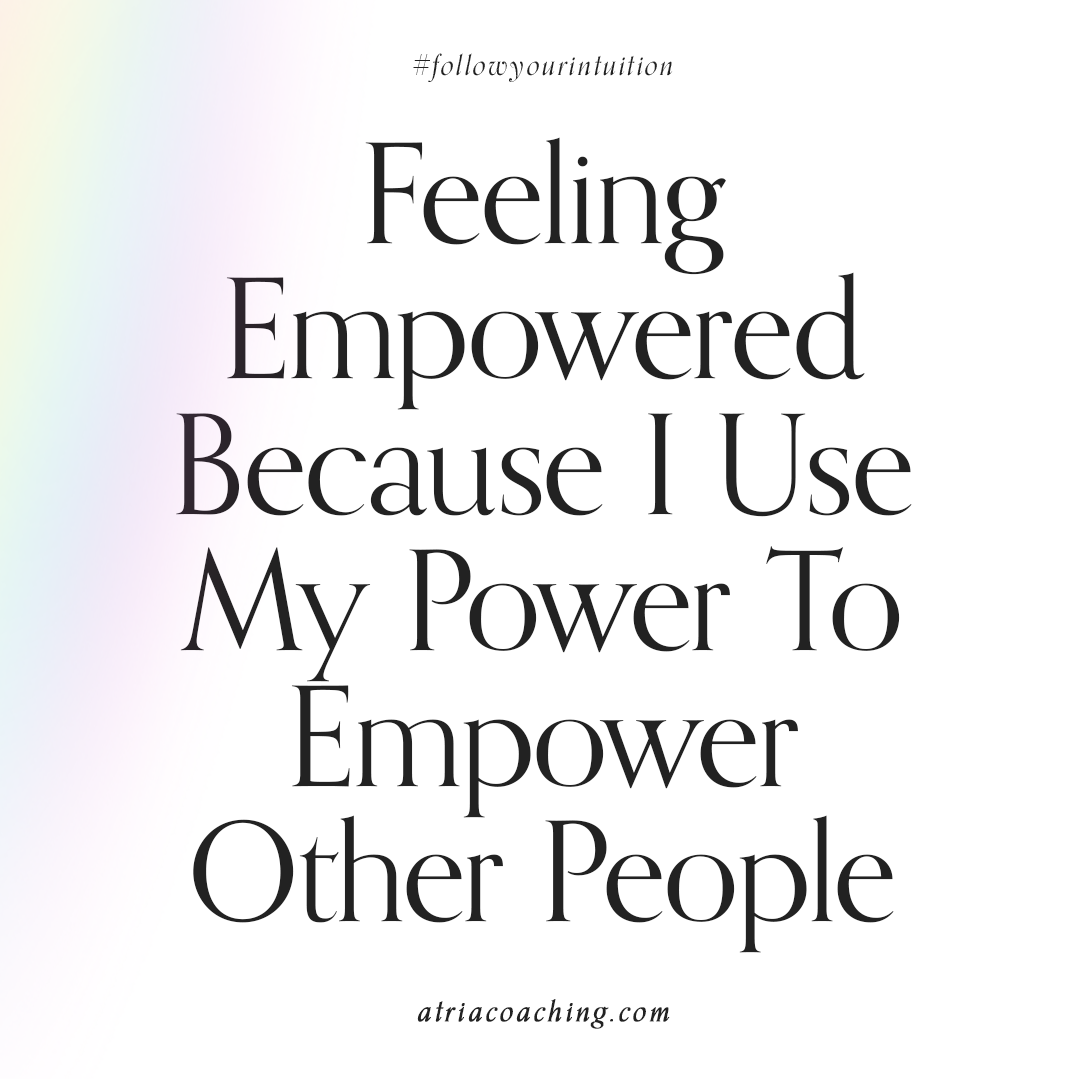 #followyourintuition
Feeling
Empowered
Because I Use
My Power To
Empower
Other People
atriacoaching.com